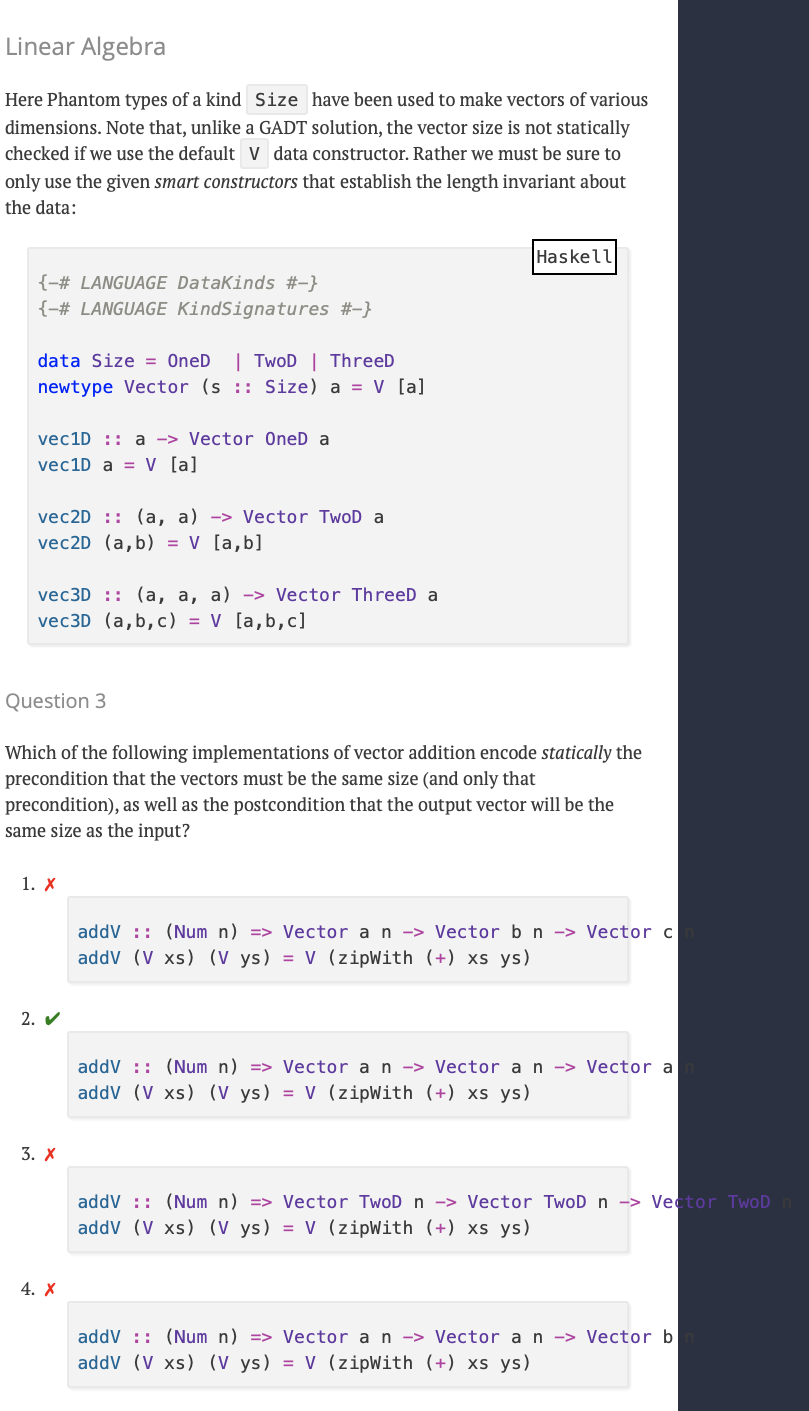 Linear Algebra
Here Phantom types of a kind Size have been used to make vectors of various
dimensions. Note that, unlike a GADT solution, the vector size is not statically
checked if we use the default V data constructor. Rather we must be sure to
only use the given smart constructors that establish the length invariant about
the data:
Haskell
{-# LANGUAGE DataKinds #-}
{-# LANGUAGE KindSignatures #-}
data Size = OneD  | TwoD | ThreeD
newtype Vector (s :: Size) a = V [a]
vec1D :: a -> Vector OneD a
vec1D a = V [a]
vec2D :: (a, a) -> Vector TwoD a
vec2D (a,b) = V [a,b]
vec3D :: (a, a, a) -> Vector ThreeD a
vec3D (a,b,c) = V [a,b,c]
Question 3
Which of the following implementations of vector addition encode statically the
precondition that the vectors must be the same size (and only that
precondition), as well as the postcondition that the output vector will be the
same size as the input?
1. ✗
addV :: (Num n) => Vector a n -> Vector b n -> Vector c n
addV (V xs) (V ys) = V (zipWith (+) xs ys)
2. ✔
addV :: (Num n) => Vector a n -> Vector a n -> Vector a n
addV (V xs) (V ys) = V (zipWith (+) xs ys)
3. ✗
addV :: (Num n) => Vector TwoD n -> Vector TwoD n -> Vector TwoD n
addV (V xs) (V ys) = V (zipWith (+) xs ys)
4. ✗
addV :: (Num n) => Vector a n -> Vector a n -> Vector b n
addV (V xs) (V ys) = V (zipWith (+) xs ys)